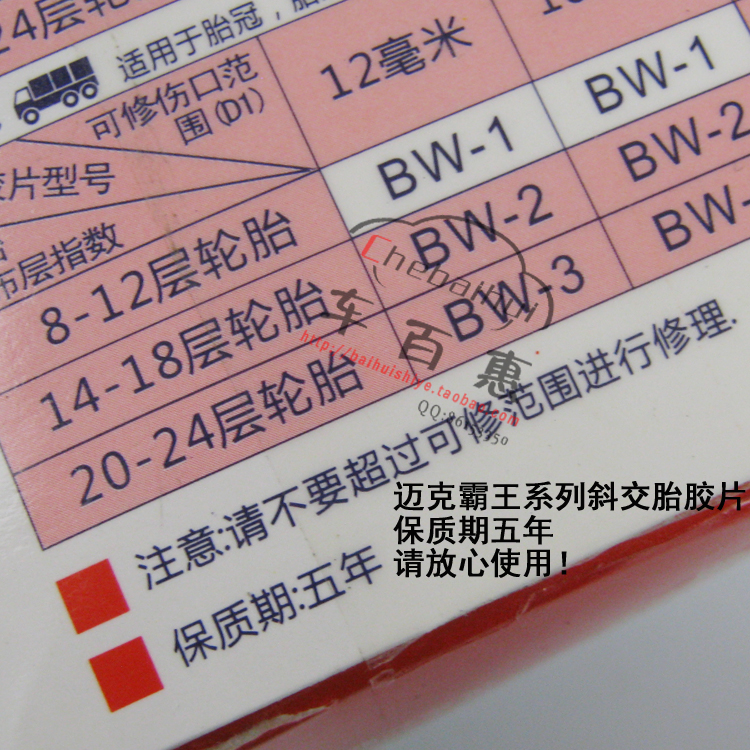 24层轮胎
适用于胎冠，胎
可修伤口范
围(D1)
12毫米
胶片型号
布层指数
BW-1
BW-1
8-12层轮胎
BW-2
BW-2
14-18层轮胎
BW-3
BW-
20-24层轮胎
Chebaihui
车百惠
http://baihuishiye.taobao.com
注意:请不要超过可修范围进行修理.
保质期:五年
迈克霸王系列斜交胎胶片
保质期五年
请放心使用！